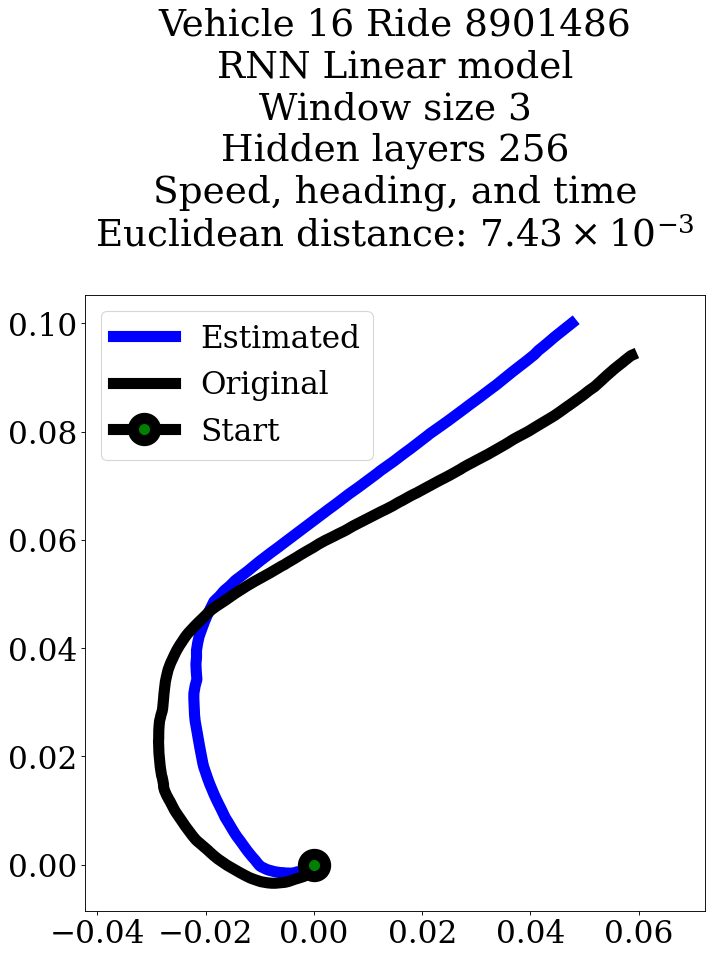 Vehicle 16 Ride 8901486
RNN Linear model
Window size 3
Hidden layers 256
Speed, heading, and time
Euclidean distance: 7.43 × 10⁻³
Estimated
Original
Start
0.10
0.08
0.06
0.04
0.02
0.00
−0.04 −0.02 0.00 0.02 0.04 0.06